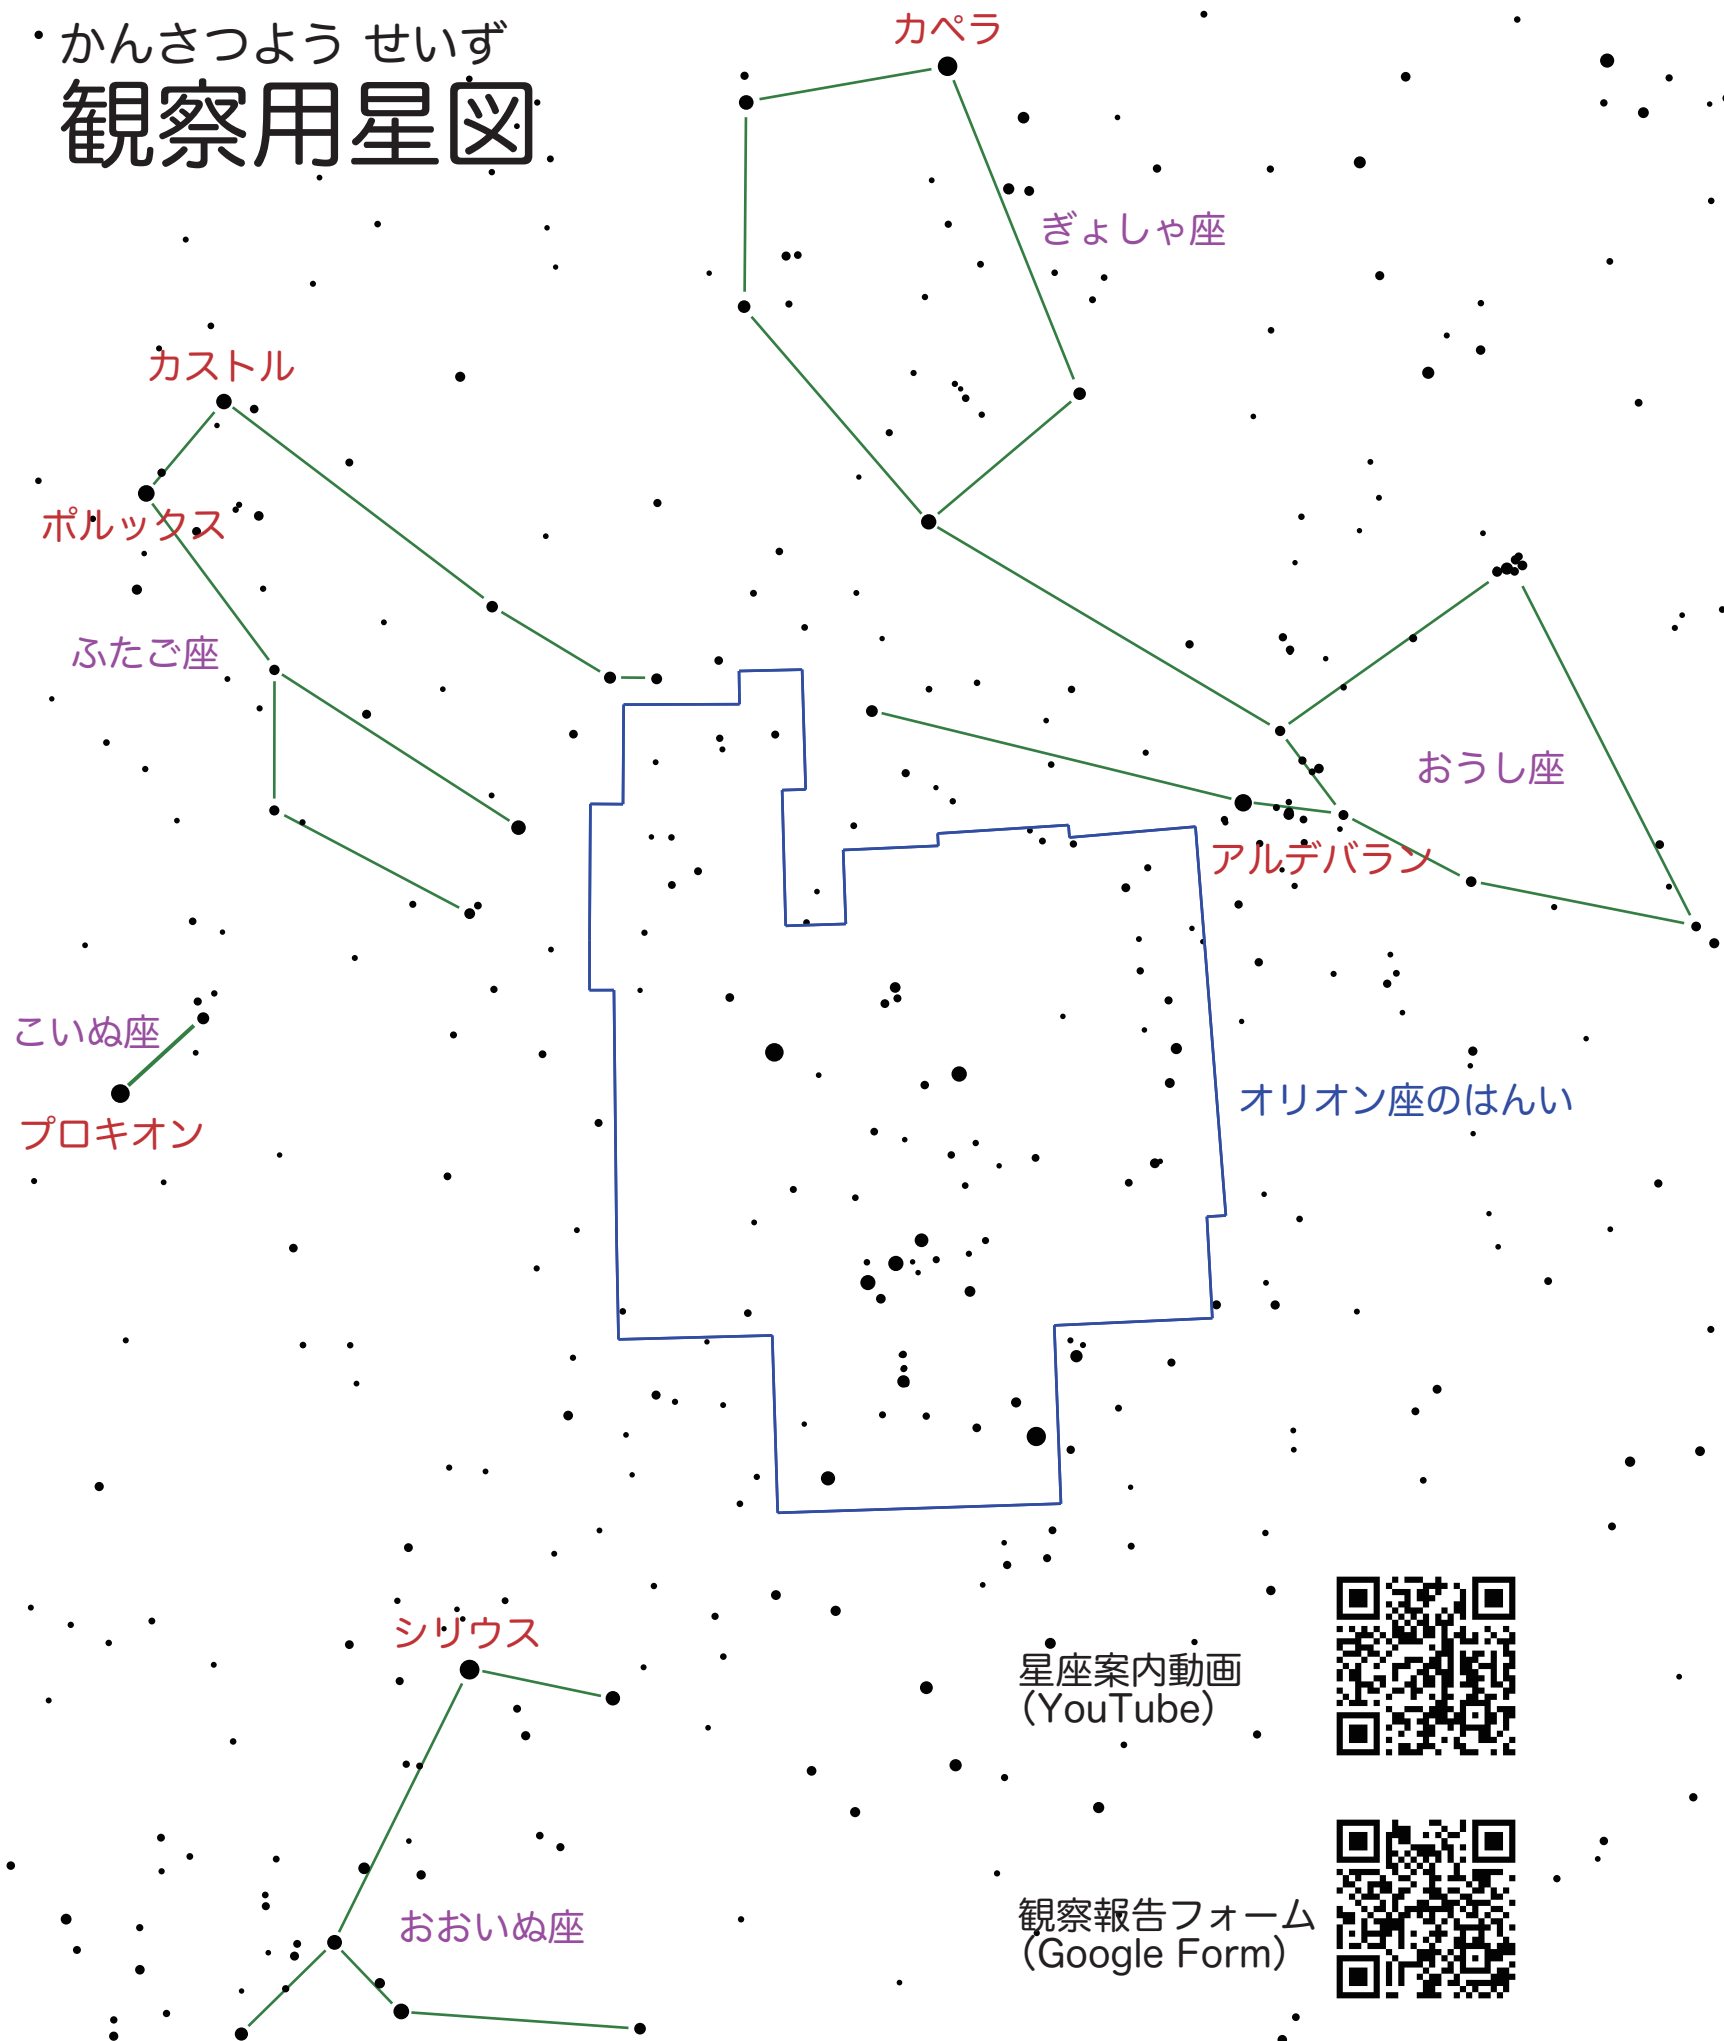 かんさつよう せいず
観察用星図
カペラ
ぎょしゃ座
カストル
ポルックス
ふたご座
おうし座
アルデバラン
こいぬ座
プロキオン
オリオン座のはんい
シリウス
おおいぬ座
星座案内動画
（YouTube）
観察報告フォーム
（Google Form）